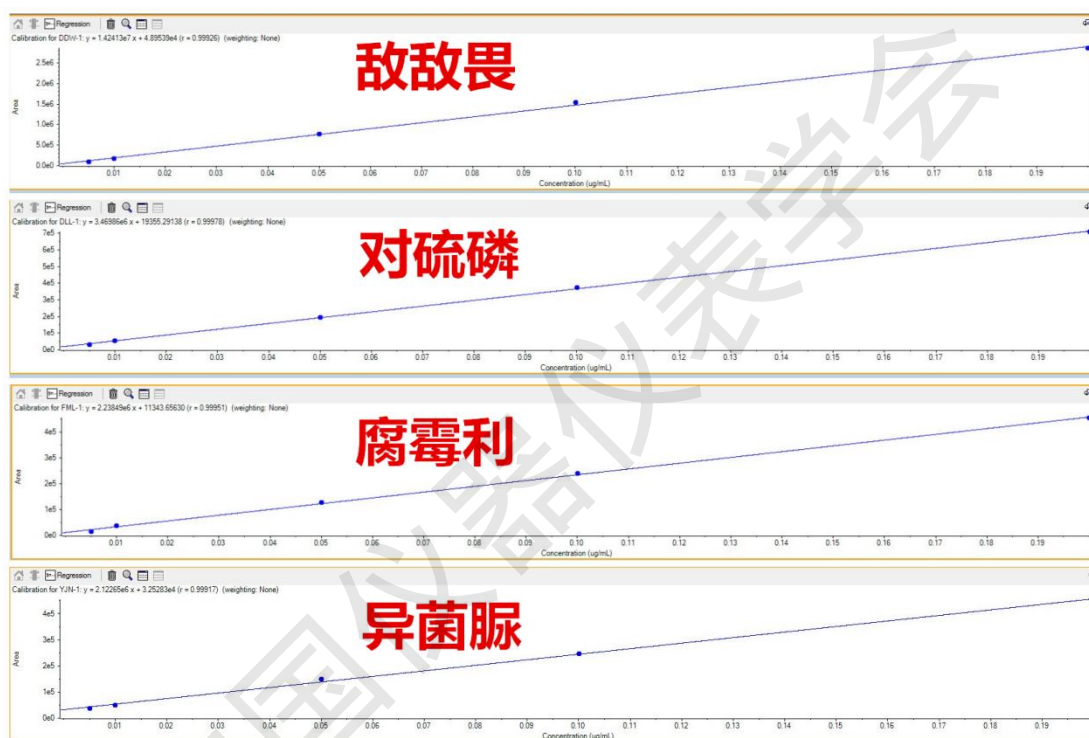 Regression
Calibration for DDW-1: y = 1.42413e7 x + 4.89539e4 (r = 0.99926) (weighting: None)
敌敌畏
2.5e6
2.0e6
1.5e6
1.0e6
5.0e5
0.0e0
Area
0.01 0.02 0.03 0.04 0.05 0.06 0.07 0.08 0.09 0.10 0.11 0.12 0.13 0.14 0.15 0.16 0.17 0.18 0.19
Concentration (ug/mL)
Regression
Calibration for DLL-1: y = 3.46986e6 x + 19355.29138 (r = 0.99978) (weighting: None)
对硫磷
7e5
6e5
5e5
4e5
3e5
2e5
1e5
0e0
Area
0.01 0.02 0.03 0.04 0.05 0.06 0.07 0.08 0.09 0.10 0.11 0.12 0.13 0.14 0.15 0.16 0.17 0.18 0.19
Concentration (ug/mL)
Regression
Calibration for FML-1: y = 2.23849e6 x + 11343.65630 (r = 0.99951) (weighting: None)
腐霉利
4e5
3e5
2e5
1e5
0e0
Area
0.01 0.02 0.03 0.04 0.05 0.06 0.07 0.08 0.09 0.10 0.11 0.12 0.13 0.14 0.15 0.16 0.17 0.18 0.19
Concentration (ug/mL)
Regression
Calibration for YJN-1: y = 2.12265e6 x + 3.25283e4 (r = 0.99917) (weighting: None)
异菌脲
4e5
3e5
2e5
1e5
0e0
Area
0.01 0.02 0.03 0.04 0.05 0.06 0.07 0.08 0.09 0.10 0.11 0.12 0.13 0.14 0.15 0.16 0.17 0.18 0.19
Concentration (ug/mL)
国仪器仪表学会